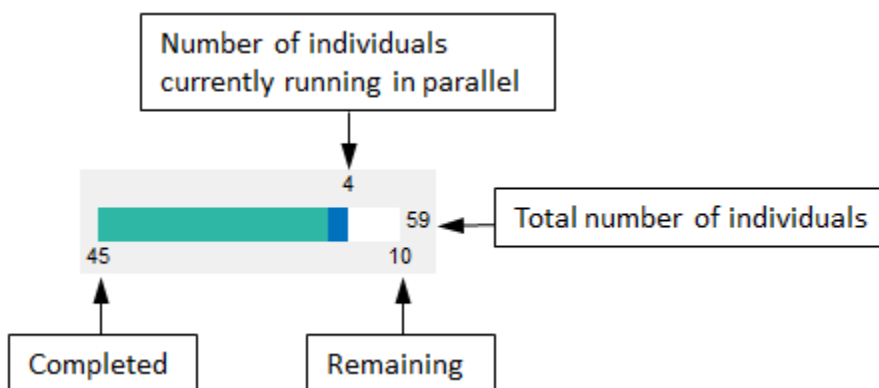 Number of individuals
currently running in parallel
4
59
Total number of individuals
45
10
Completed
Remaining